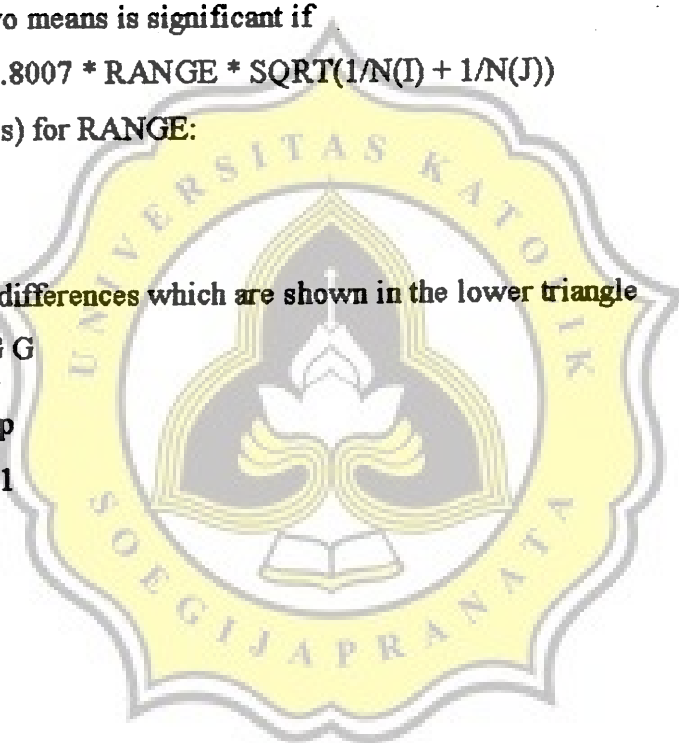 vo means is significant if
.8007 * RANGE * SQRT(1/N(I) + 1/N(J))
s) for RANGE:
differences which are shown in the lower triangle
G G
p
1
UNIVERSITAS KATOLIK
SOEGIJAPRANATA